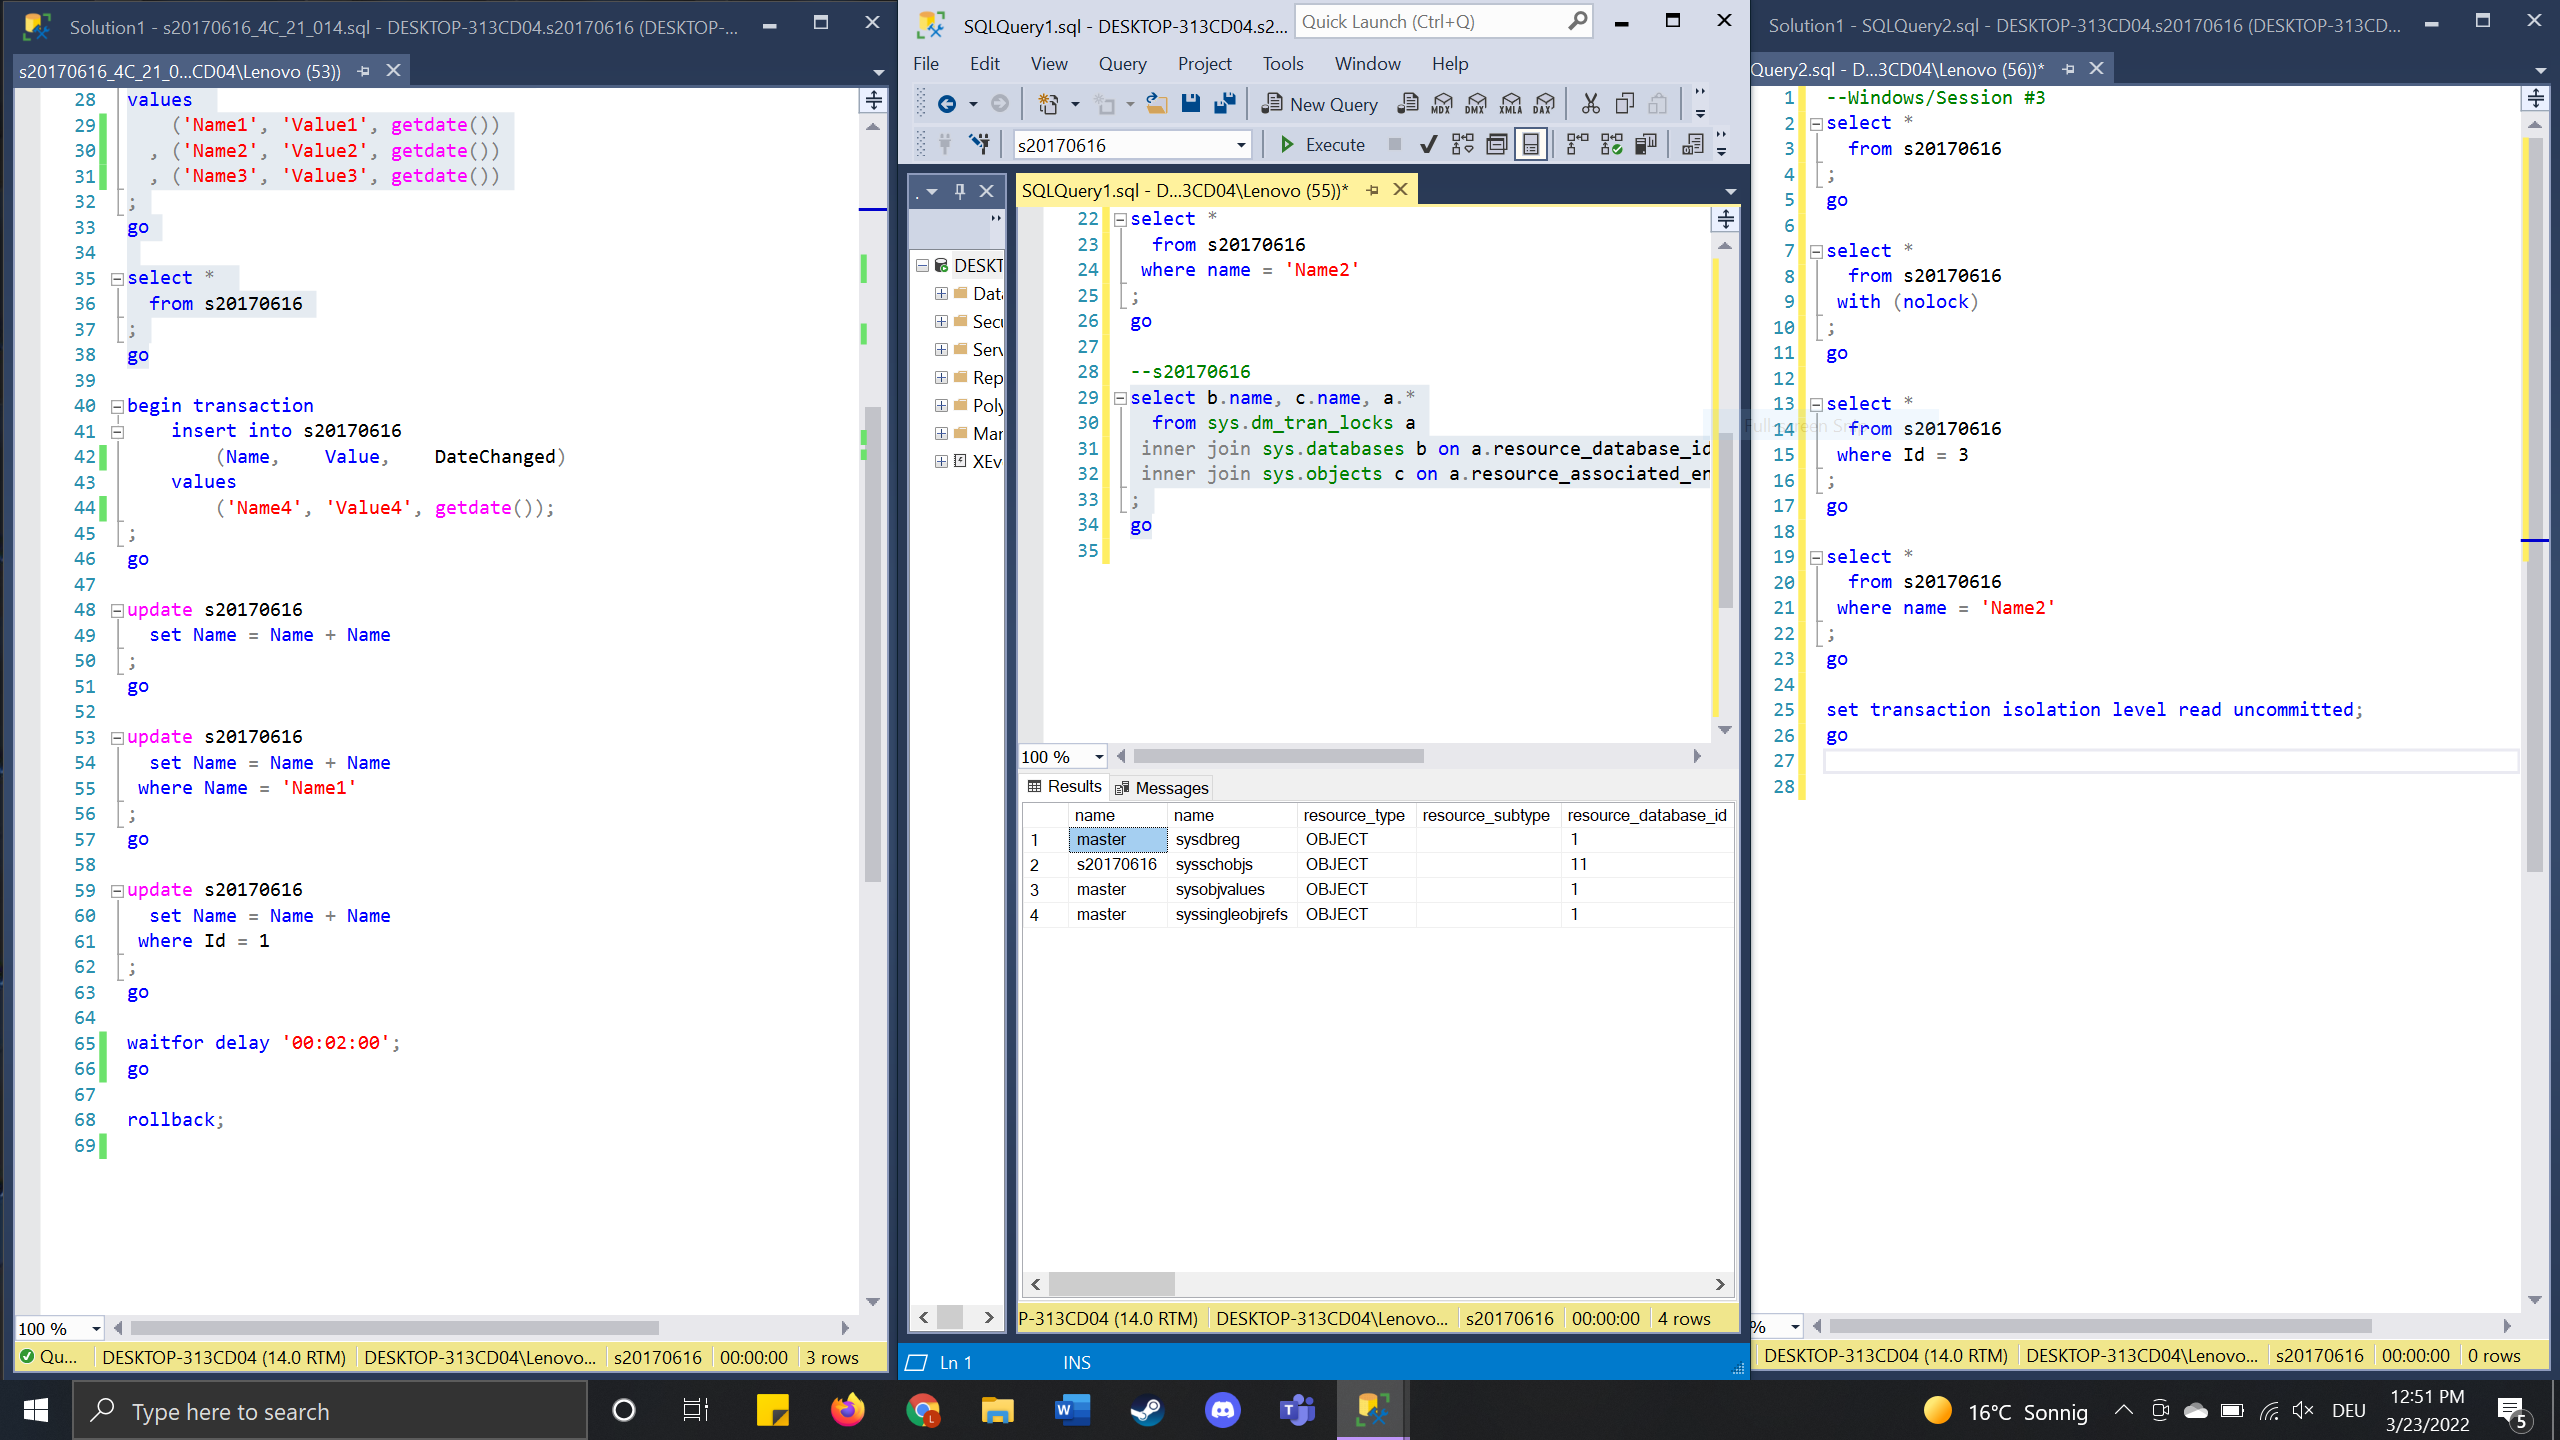 Solution1 - s20170616_4C_21_014.sql - DESKTOP-313CD04.s20170616 (DESKTOP-...
s20170616_4C_21_0...CD04\Lenovo (53))
28 values
29 ('Name1', 'Value1', getdate())
30 , ('Name2', 'Value2', getdate())
31 , ('Name3', 'Value3', getdate())
32 ;
33 go
34
35 select *
36 from s20170616
37 ;
38 go
39
40 begin transaction
41 insert into s20170616
42 (Name, Value, DateChanged)
43 values
44 ('Name4', 'Value4', getdate());
45 ;
46 go
47
48 update s20170616
49 set Name = Name + Name
50 ;
51 go
52
53 update s20170616
54 set Name = Name + Name
55 where Name = 'Name1'
56 ;
57 go
58
59 update s20170616
60 set Name = Name + Name
61 where Id = 1
62 ;
63 go
64
65 waitfor delay '00:02:00';
66 go
67
68 rollback;
69
100 %
Qu... DESKTOP-313CD04 (14.0 RTM) DESKTOP-313CD04\Lenovo... s20170616 00:00:00 3 rows
SQLQuery1.sql - DESKTOP-313CD04.s2... Quick Launch (Ctrl+Q)
File Edit View Query Project Tools Window Help
New Query MDX DMX XMLA DAX
s20170616 Execute
SQLQuery1.sql - D...3CD04\Lenovo (55))*
DESKT
Data
Secu
Serv
Rep
Poly
Man
XEv
22 select *
23 from s20170616
24 where name = 'Name2'
25 ;
26 go
27
28 --s20170616
29 select b.name, c.name, a.*
30 from sys.dm_tran_locks a
31 inner join sys.databases b on a.resource_database_id
32 inner join sys.objects c on a.resource_associated_en
33 ;
34 go
35
100 %
Results Messages
name name resource_type resource_subtype resource_database_id
1 master sysdbreg OBJECT 1
2 s20170616 sysschobjs OBJECT 11
3 master sysobjvalues OBJECT 1
4 master syssingleobjrefs OBJECT 1
P-313CD04 (14.0 RTM) DESKTOP-313CD04\Lenovo... s20170616 00:00:00 4 rows
Ln 1 INS
Solution1 - SQLQuery2.sql - DESKTOP-313CD04.s20170616 (DESKTOP-313CD...
Query2.sql - D...3CD04\Lenovo (56))*
1 --Windows/Session #3
2 select *
3 from s20170616
4 ;
5 go
6
7 select *
8 from s20170616
9 with (nolock)
10 ;
11 go
12
13 select *
14 from s20170616
15 where Id = 3
16 ;
17 go
18
19 select *
20 from s20170616
21 where name = 'Name2'
22 ;
23 go
24
25 set transaction isolation level read uncommitted;
26 go
27
28
%
DESKTOP-313CD04 (14.0 RTM) DESKTOP-313CD04\Lenovo... s20170616 00:00:00 0 rows
Type here to search
16°C Sonnig DEU 12:51 PM
3/23/2022
5